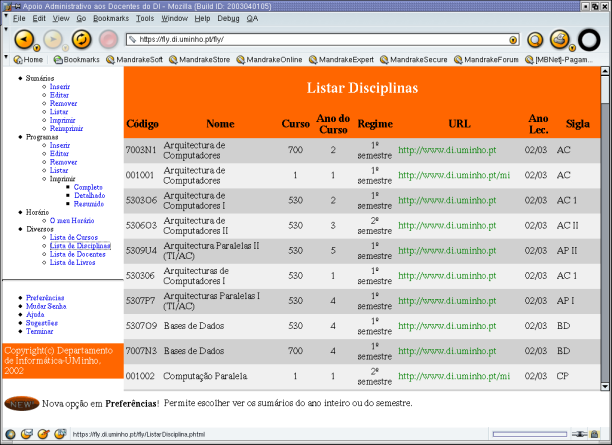 Apoio Administrativo aos Docentes do DI - Mozilla {Build ID: 2003040105}
File Edit View Go Bookmarks Tools Window Help Debug QA
https://fly.di.uminho.pt/fly/
Home Bookmarks MandrakeSoft MandrakeStore MandrakeOnline MandrakeExpert MandrakeSecure MandrakeForum [MBNet]-Pagam...
Sumários
Inserir
Editar
Remover
Listar
Imprimir
Reimprimir
Programas
Inserir
Editar
Remover
Listar
Imprimir
Completo
Detalhado
Resumido
Horário
O meu Horário
Diversos
Lista de Cursos
Lista de Disciplinas
Lista de Docentes
Lista de Livros
Preferências
Mudar Senha
Ajuda
Sugestões
Terminar
Copyright(c) Departamento
de Informática-UMinho,
2002
Listar Disciplinas
Código Nome Curso Ano do Curso Regime URL Ano Lec. Sigla
7003N1 Arquitectura de Computadores 700 2 1º semestre http://www.di.uminho.pt 02/03 AC
001001 Arquitectura de Computadores 1 1 1º semestre http://www.di.uminho.pt/mi 02/03 AC
5303O6 Arquitectura de Computadores I 530 2 1º semestre http://www.di.uminho.pt 02/03 AC 1
5306O3 Arquitectura de Computadores II 530 3 2º semestre http://www.di.uminho.pt 02/03 AC II
5309U4 Arquitectura Paralelas II (TI/AC) 530 5 1º semestre http://www.di.uminho.pt 02/03 AP II
530306 Arquitecturas de Computadores I 530 1 1º semestre http://www.di.uminho.pt 02/03 AC 1
5307P7 Arquitecturas Paralelas I (TI/AC) 530 4 1º semestre http://www.di.uminho.pt 02/03 AP I
5307O9 Bases de Dados 530 4 1º semestre http://www.di.uminho.pt 02/03 BD
7007N3 Bases de Dados 700 4 1º semestre http://www.di.uminho.pt 02/03 BD
001002 Computação Paralela 1 1 2º semestre http://www.di.uminho.pt/mi 02/03 CP
NEWS Nova opção em Preferências! Permite escolher ver os sumários do ano inteiro ou do semestre.
https://fly.di.uminho.pt/fly/ListarDisciplina.phtml